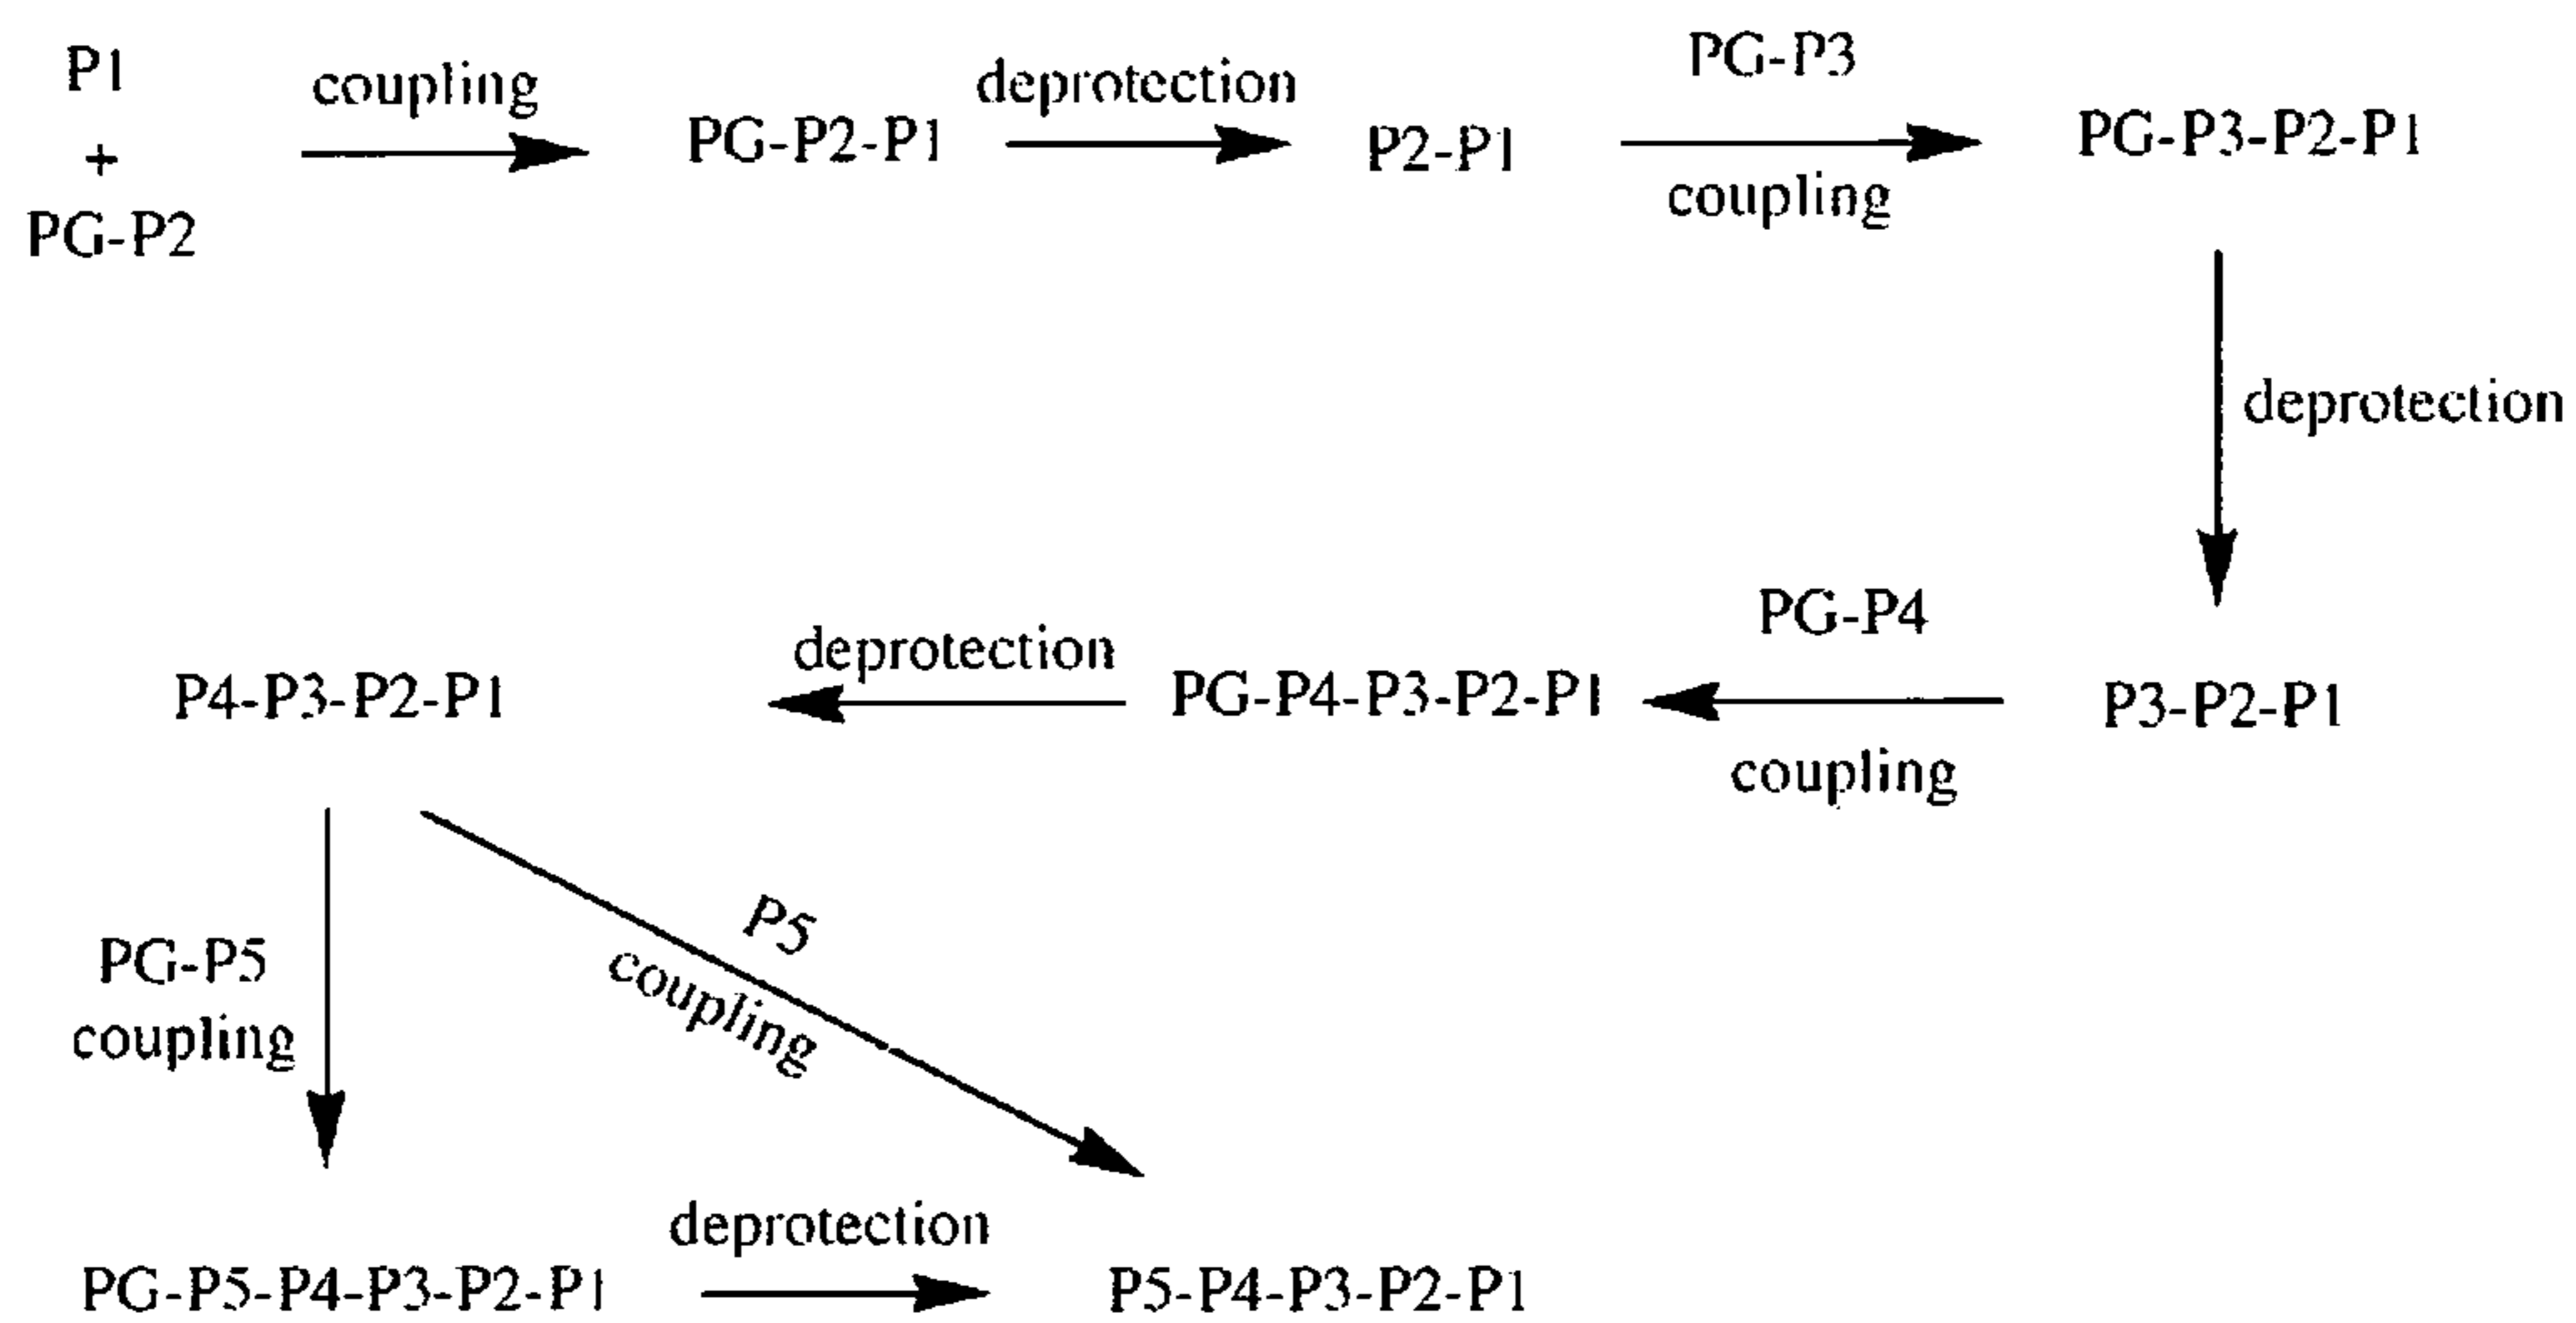 P1
+
PG-P2
coupling
PG-P2-P1
deprotection
P2-P1
PG-P3
coupling
PG-P3-P2-P1
deprotection
P3-P2-P1
PG-P4
coupling
PG-P4-P3-P2-P1
deprotection
P4-P3-P2-P1
PG-P5
coupling
P5
coupling
PG-P5-P4-P3-P2-P1
deprotection
P5-P4-P3-P2-P1